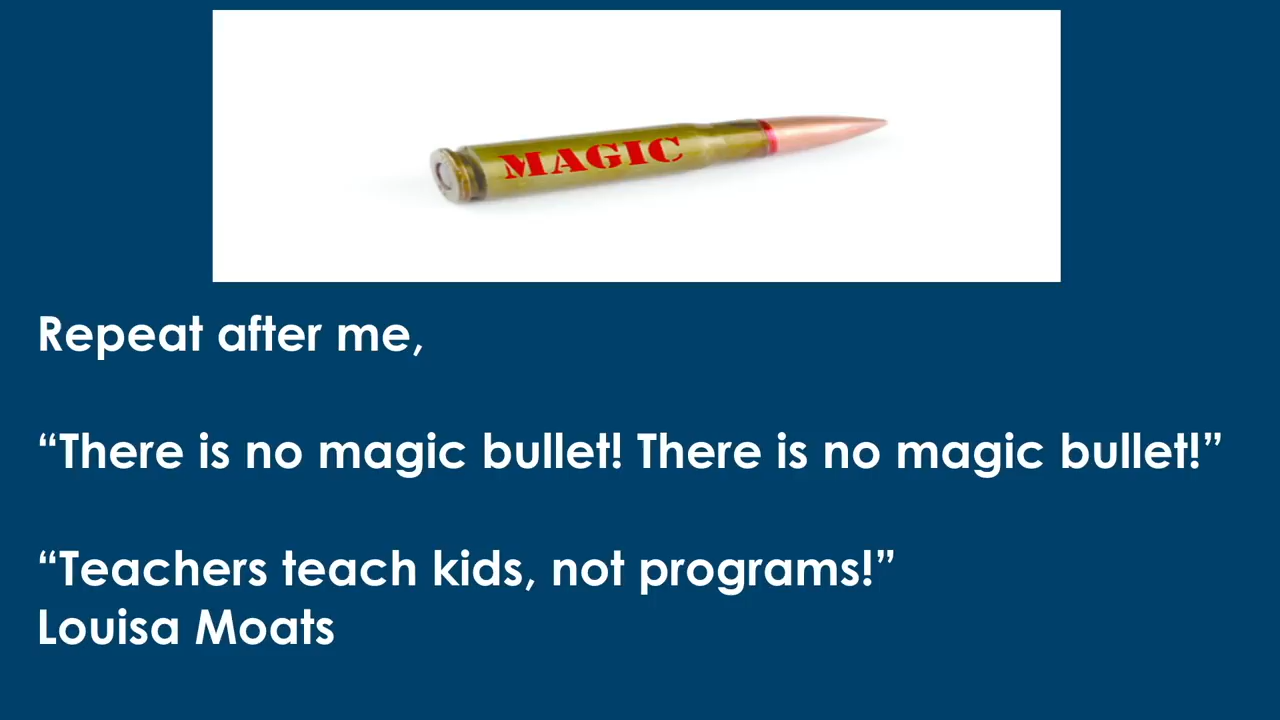 MAGIC
Repeat after me,
“There is no magic bullet! There is no magic bullet!”
“Teachers teach kids, not programs!”
Louisa Moats